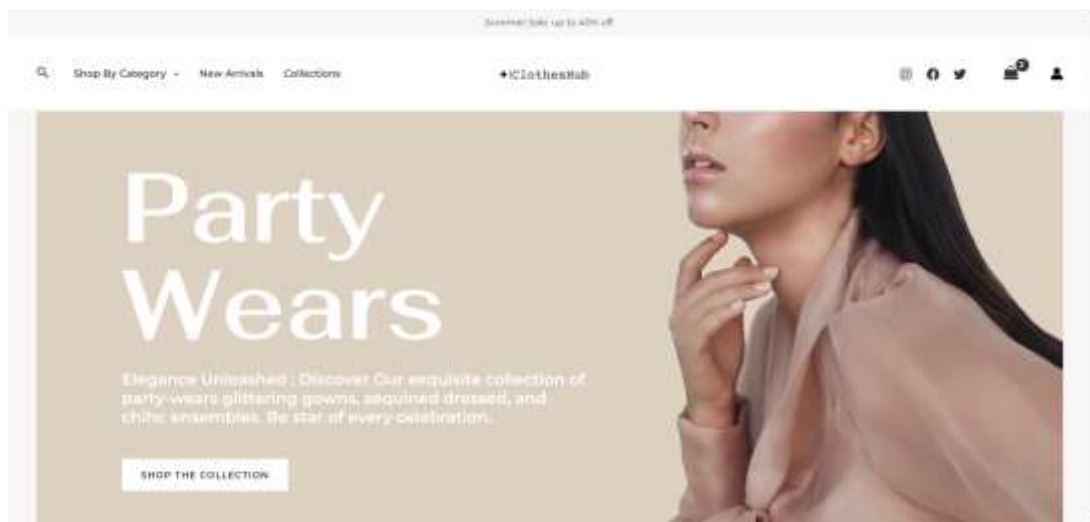 Summer Sale: up to 40% off
Shop By Category New Arrivals Collections
ClothesHub
Party
Wears
Elegance Unleashed : Discover Our exquisite collection of
party-wears glittering gowns, sequined dressed, and
chihc ensembles. Be star of every celebration.
SHOP THE COLLECTION